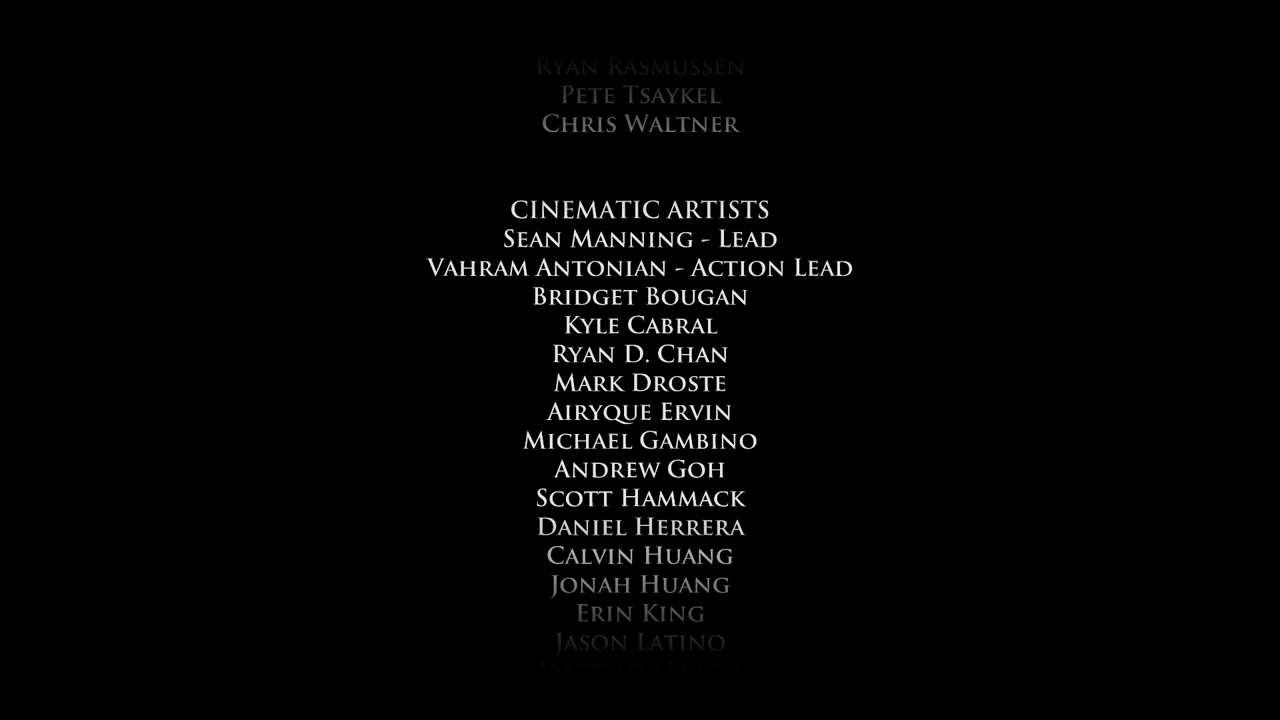 Ryan Rasmussen
Pete Tsaykel
Chris Waltner
CINEMATIC ARTISTS
Sean Manning - Lead
Vahram Antonian - Action Lead
Bridget Bougan
Kyle Cabral
Ryan D. Chan
Mark Droste
Airyque Ervin
Michael Gambino
Andrew Goh
Scott Hammack
Daniel Herrera
Calvin Huang
Jonah Huang
Erin King
Jason Latino